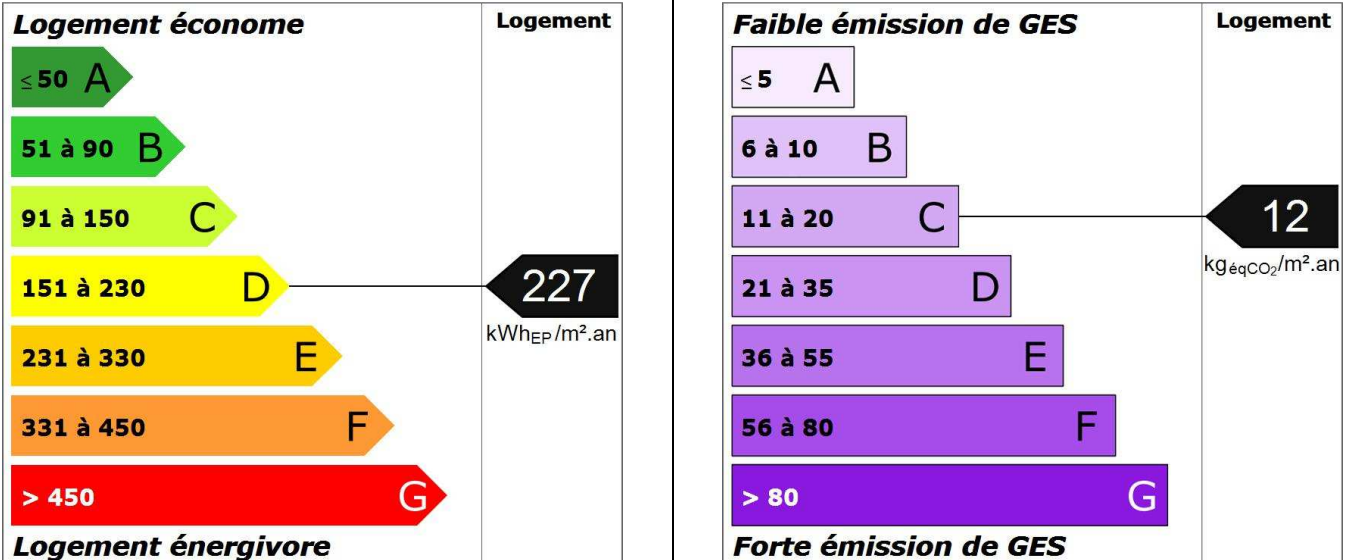 Logement économe
Logement
≤ 50 A
51 à 90 B
91 à 150 C
151 à 230 D
227
kWhEP/m².an
231 à 330 E
331 à 450 F
> 450 G
Logement énergivore
Faible émission de GES
Logement
≤ 5 A
6 à 10 B
11 à 20 C
12
kgéqCO₂/m².an
21 à 35 D
36 à 55 E
56 à 80 F
> 80 G
Forte émission de GES